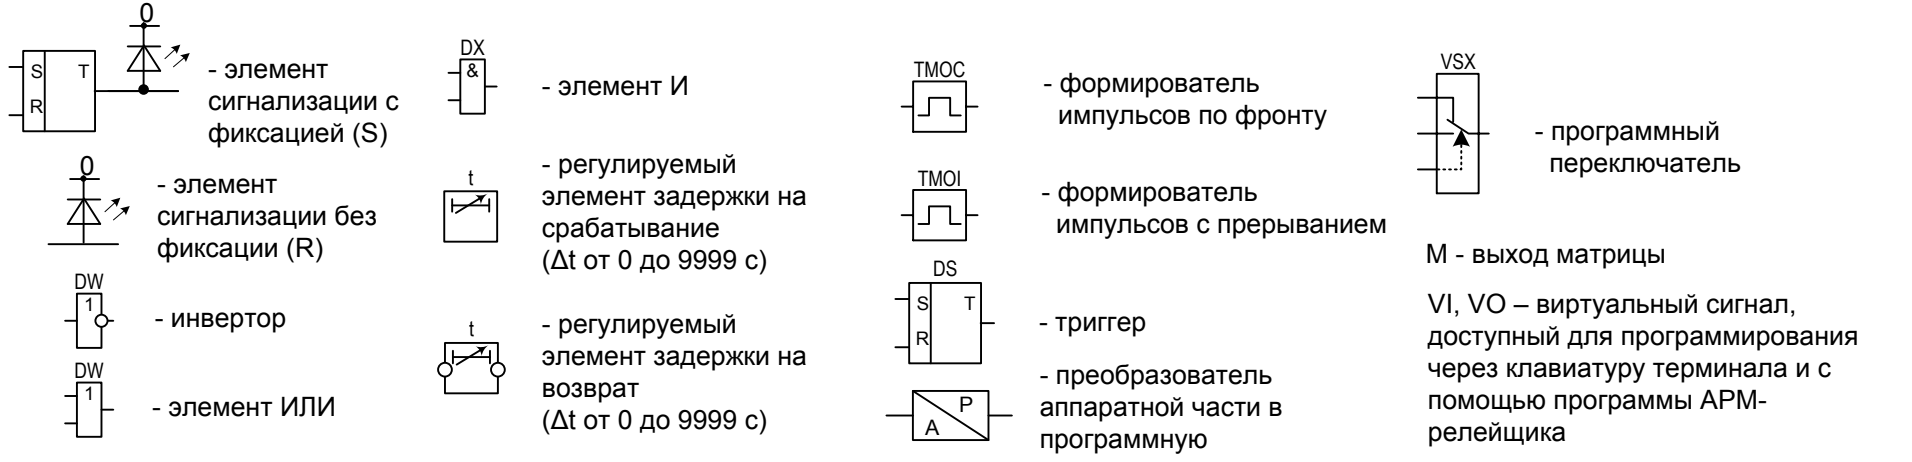 0
S T
R
- элемент
сигнализации с
фиксацией (S)
0
- элемент
сигнализации без
фиксации (R)
DW
1
- инвертор
DW
1
- элемент ИЛИ
DX
&
- элемент И
t
- регулируемый
элемент задержки на
срабатывание
(Δt от 0 до 9999 с)
t
- регулируемый
элемент задержки на
возврат
(Δt от 0 до 9999 с)
TMOC
- формирователь
импульсов по фронту
TMOI
- формирователь
импульсов с прерыванием
DS
S T
R
- триггер
P
A
- преобразователь
аппаратной части в
программную
VSX
- программный
переключатель
М - выход матрицы
VI, VO – виртуальный сигнал,
доступный для программирования
через клавиатуру терминала и с
помощью программы АРМ-
релейщика